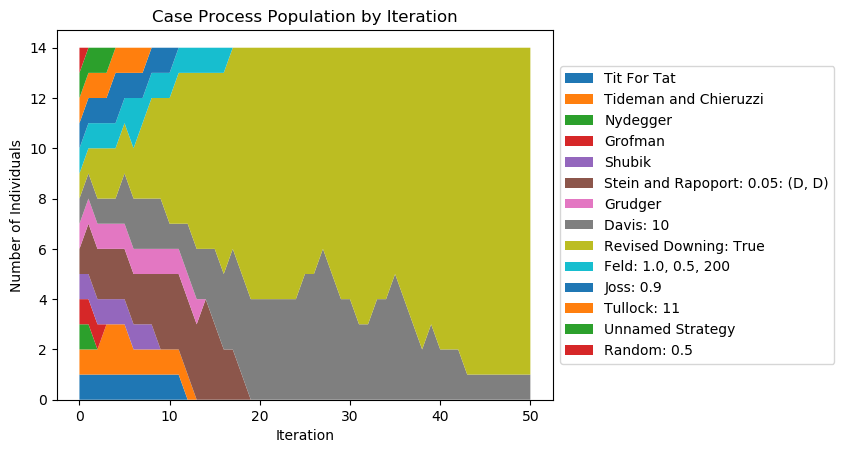 Case Process Population by Iteration
Number of Individuals
14
12
10
8
6
4
2
0
0 10 20 30 40 50
Iteration
Tit For Tat
Tideman and Chieruzzi
Nydegger
Grofman
Shubik
Stein and Rapoport: 0.05: (D, D)
Grudger
Davis: 10
Revised Downing: True
Feld: 1.0, 0.5, 200
Joss: 0.9
Tullock: 11
Unnamed Strategy
Random: 0.5